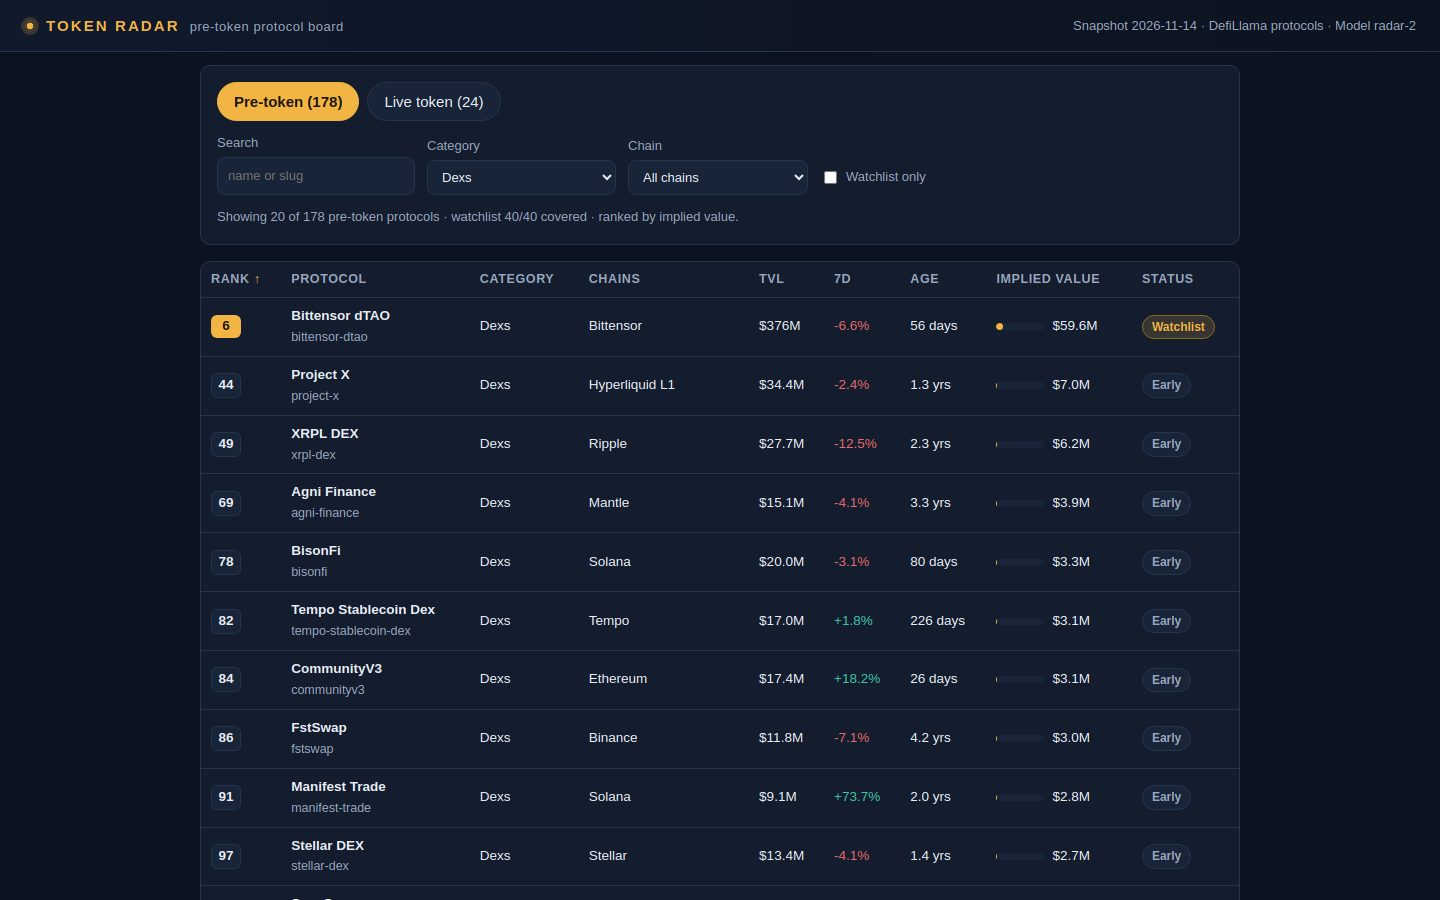 TOKEN RADAR pre-token protocol board
Snapshot 2026-11-14 · DefiLlama protocols · Model radar-2
Pre-token (178) Live token (24)
Search Category Chain
name or slug Dexs All chains Watchlist only
Showing 20 of 178 pre-token protocols · watchlist 40/40 covered · ranked by implied value.
RANK ↑ PROTOCOL CATEGORY CHAINS TVL 7D AGE IMPLIED VALUE STATUS
6 Bittensor dTAO Dexs Bittensor $376M -6.6% 56 days $59.6M Watchlist
bittensor-dtao
44 Project X Dexs Hyperliquid L1 $34.4M -2.4% 1.3 yrs $7.0M Early
project-x
49 XRPL DEX Dexs Ripple $27.7M -12.5% 2.3 yrs $6.2M Early
xrpl-dex
69 Agni Finance Dexs Mantle $15.1M -4.1% 3.3 yrs $3.9M Early
agni-finance
78 BisonFi Dexs Solana $20.0M -3.1% 80 days $3.3M Early
bisonfi
82 Tempo Stablecoin Dex Dexs Tempo $17.0M +1.8% 226 days $3.1M Early
tempo-stablecoin-dex
84 CommunityV3 Dexs Ethereum $17.4M +18.2% 26 days $3.1M Early
communityv3
86 FstSwap Dexs Binance $11.8M -7.1% 4.2 yrs $3.0M Early
fstswap
91 Manifest Trade Dexs Solana $9.1M +73.7% 2.0 yrs $2.8M Early
manifest-trade
97 Stellar DEX Dexs Stellar $13.4M -4.1% 1.4 yrs $2.7M Early
stellar-dex